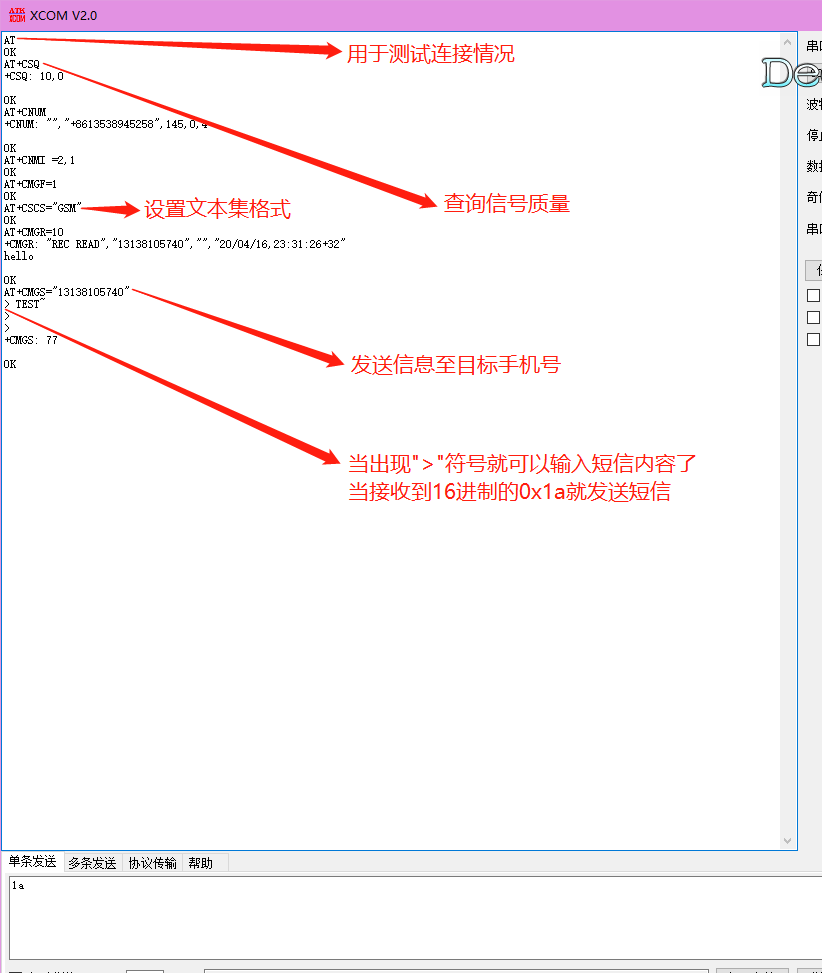 ATK
XCOM
XCOM V2.0
AT
OK
AT+CSQ
+CSQ: 10,0
OK
AT+CNUM
+CNUM: "","+8613538945258",145,0,4
OK
AT+CNMI =2,1
OK
AT+CMGF=1
OK
AT+CSCS="GSM"
OK
AT+CMGR=10
+CMGR: "REC READ","13138105740","","20/04/16,23:31:26+32"
hello
OK
AT+CMGS="13138105740"
> TEST~
>
>
+CMGS: 77
OK
用于测试连接情况
查询信号质量
设置文本集格式
发送信息至目标手机号
当出现">"符号就可以输入短信内容了
当接收到16进制的0x1a就发送短信
De
串
波
停
数
奇
串
单条发送
多条发送
协议传输
帮助
1a